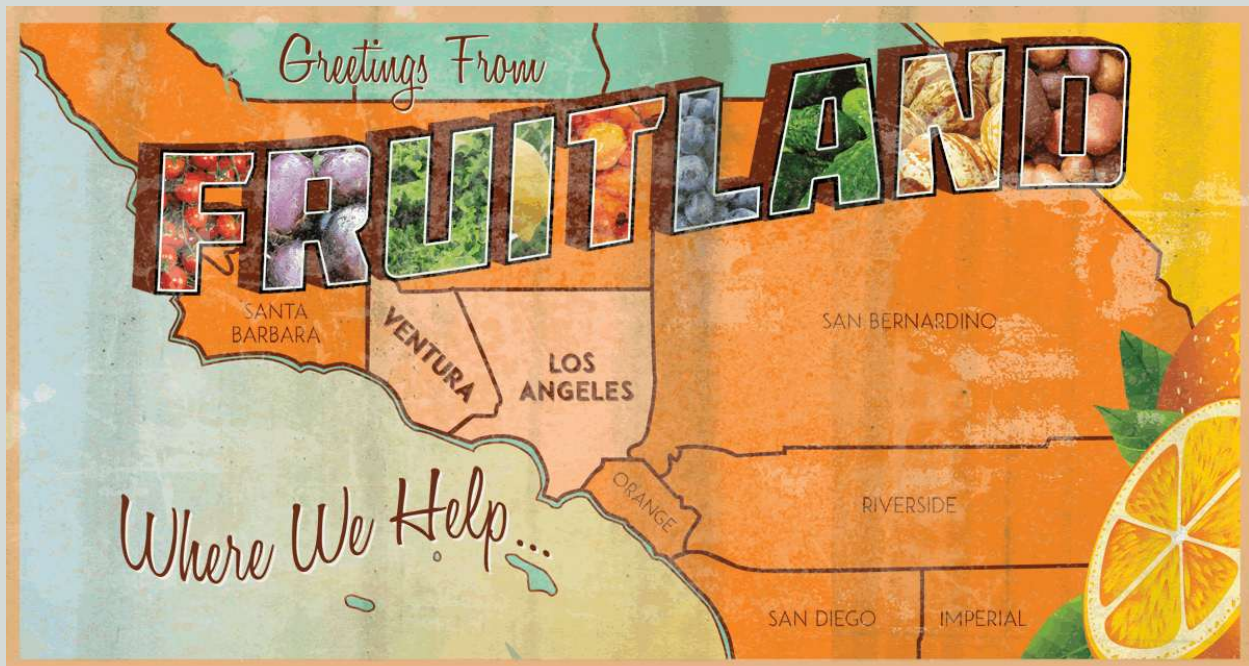 Greetings From
FRUITLAND
SANTA
BARBARA
VENTURA
LOS
ANGELES
SAN BERNARDINO
ORANGE
RIVERSIDE
Where We Help...
SAN DIEGO
IMPERIAL